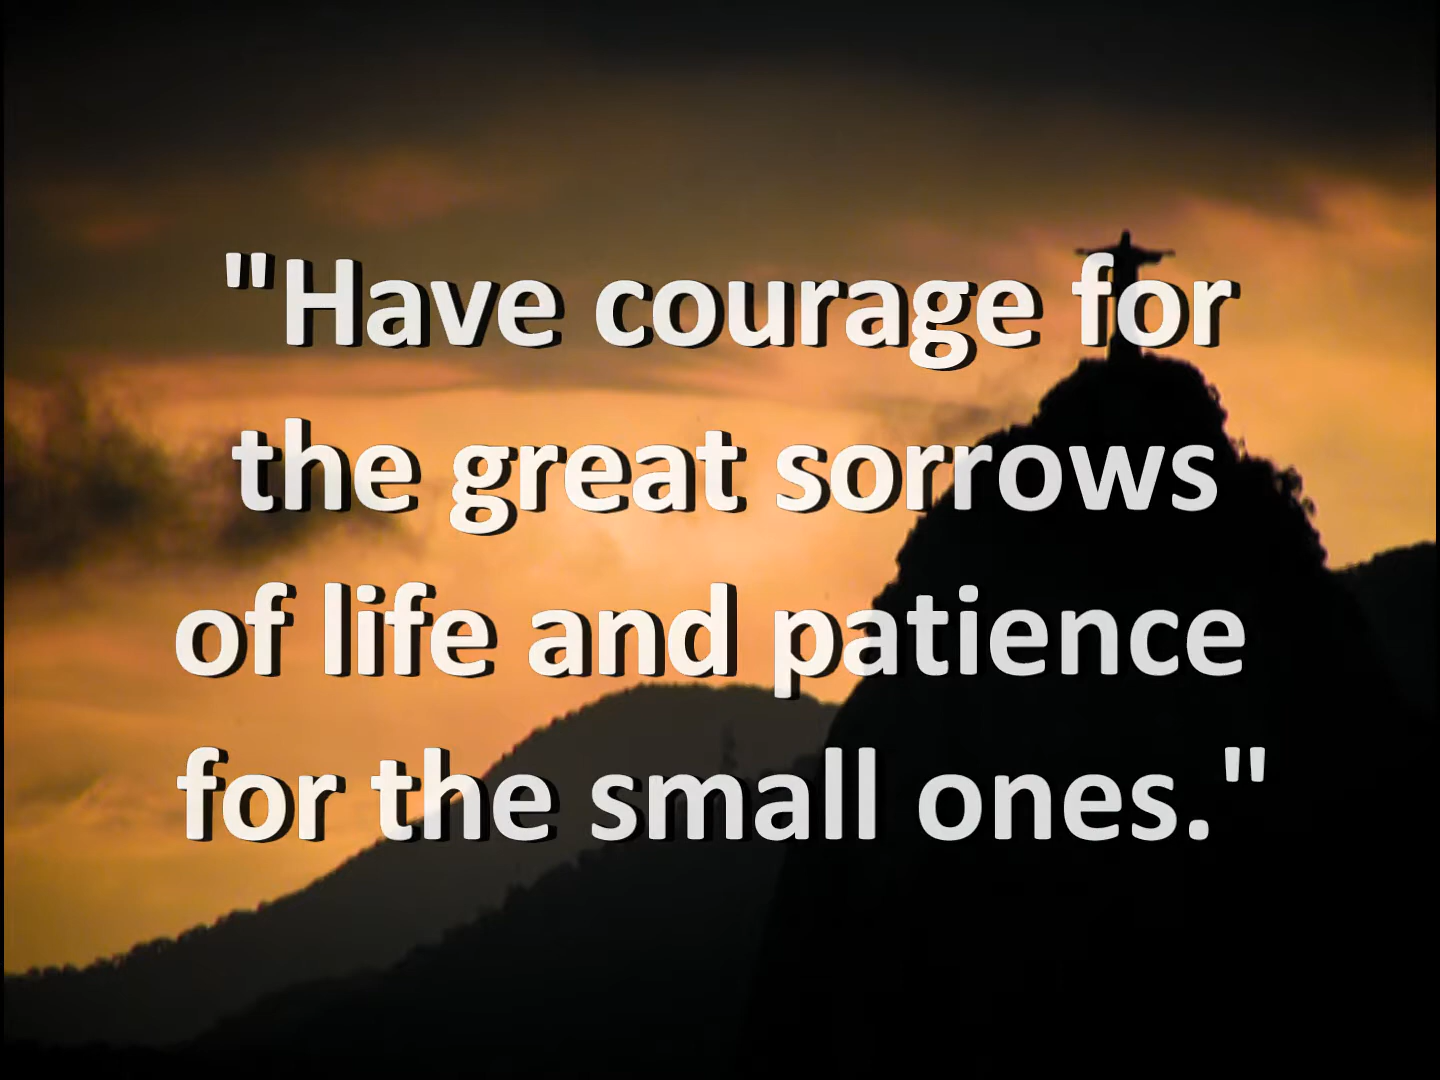 "Have courage for
the great sorrows
of life and patience
for the small ones."